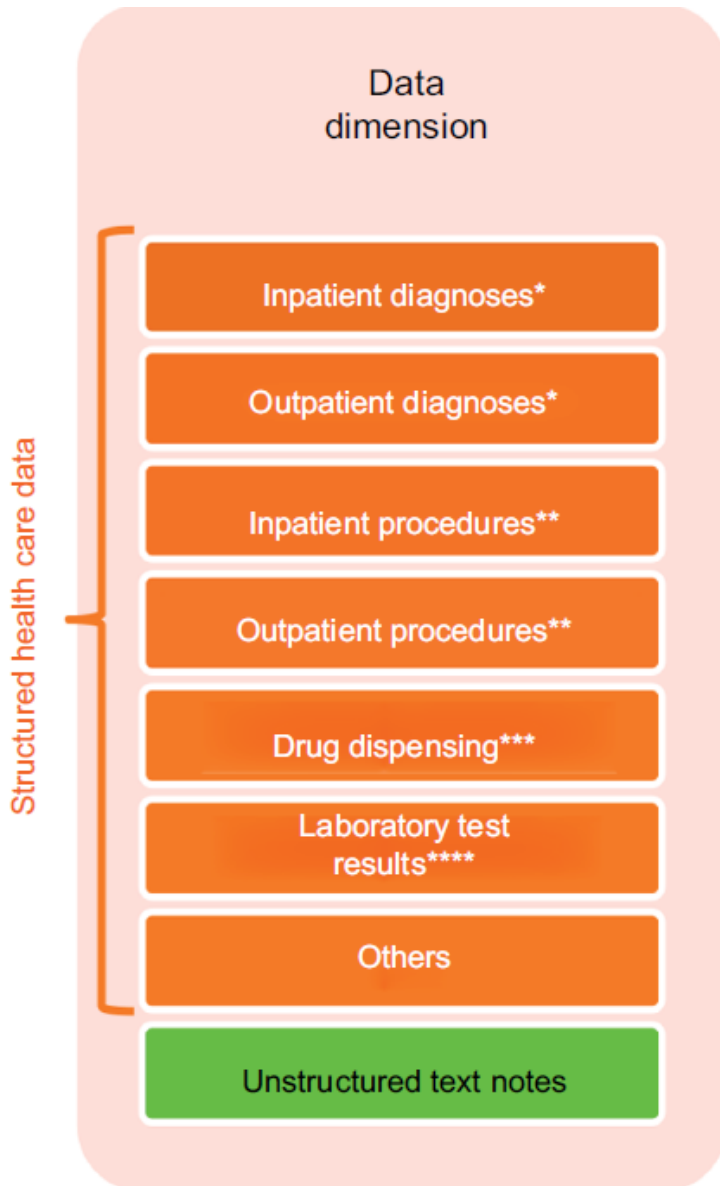 Data
dimension
Structured health care data
Inpatient diagnoses*
Outpatient diagnoses*
Inpatient procedures**
Outpatient procedures**
Drug dispensing***
Laboratory test
results****
Others
Unstructured text notes